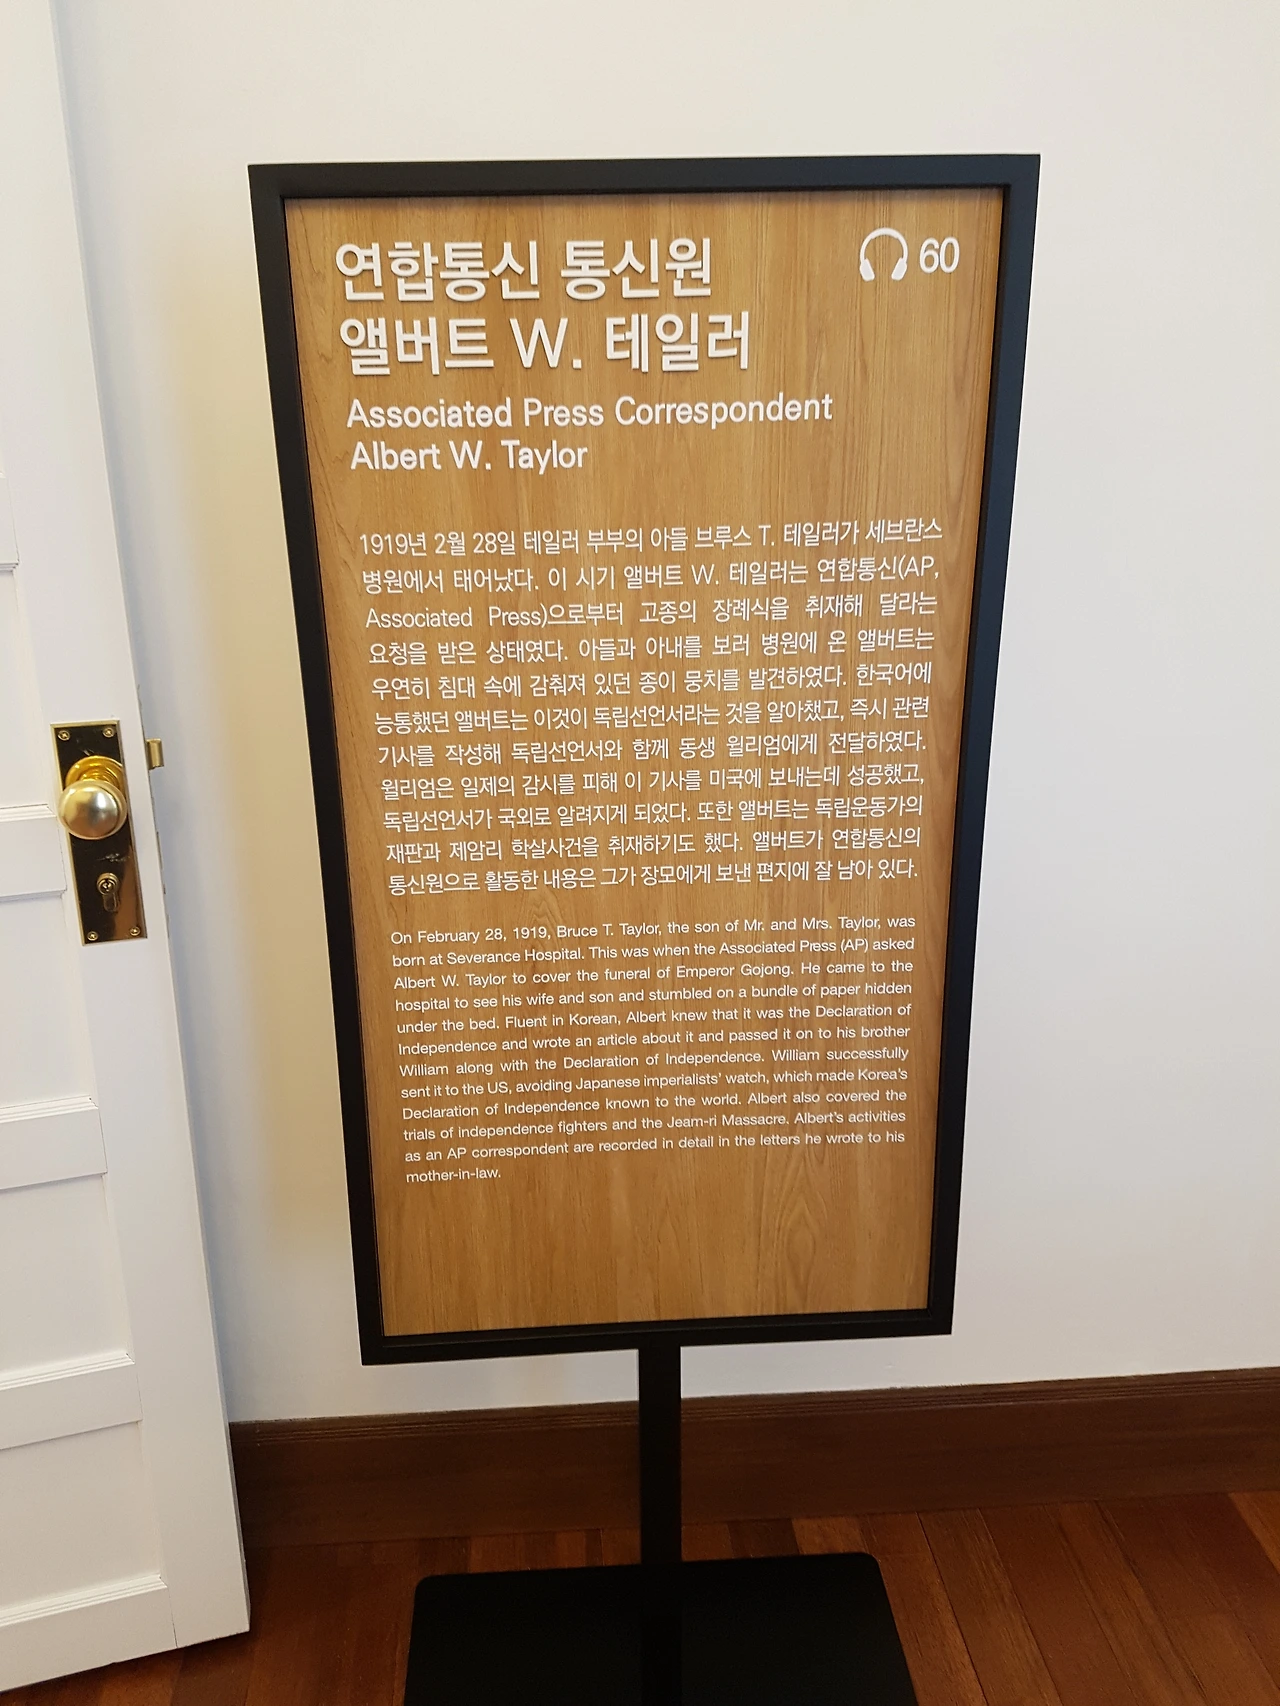 연합통신 통신원
60
앨버트 W. 테일러
Associated Press Correspondent
Albert W. Taylor
1919년 2월 28일 테일러 부부의 아들 브루스 T. 테일러가 세브란스
병원에서 태어났다. 이 시기 앨버트 W. 테일러는 연합통신(AP,
Associated Press)으로부터 고종의 장례식을 취재해 달라는
요청을 받은 상태였다. 아들과 아내를 보러 병원에 온 앨버트는
우연히 침대 속에 감춰져 있던 종이 뭉치를 발견하였다. 한국어에
능통했던 앨버트는 이것이 독립선언서라는 것을 알아챘고, 즉시 관련
기사를 작성해 독립선언서와 함께 동생 윌리엄에게 전달하였다.
윌리엄은 일제의 감시를 피해 이 기사를 미국에 보내는데 성공했고,
독립선언서가 국외로 알려지게 되었다. 또한 앨버트는 독립운동가의
재판과 제암리 학살사건을 취재하기도 했다. 앨버트가 연합통신의
통신원으로 활동한 내용은 그가 장모에게 보낸 편지에 잘 남아 있다.
On February 28, 1919, Bruce T. Taylor, the son of Mr. and Mrs. Taylor, was
born at Severance Hospital. This was when the Associated Press (AP) asked
Albert W. Taylor to cover the funeral of Emperor Gojong. He came to the
hospital to see his wife and son and stumbled on a bundle of paper hidden
under the bed. Fluent in Korean, Albert knew that it was the Declaration of
Independence and wrote an article about it and passed it on to his brother
William along with the Declaration of Independence. William successfully
sent it to the US, avoiding Japanese imperialists' watch, which made Korea's
Declaration of Independence known to the world. Albert also covered the
trials of independence fighters and the Jeam-ri Massacre. Albert's activities
as an AP correspondent are recorded in detail in the letters he wrote to his
mother-in-law.